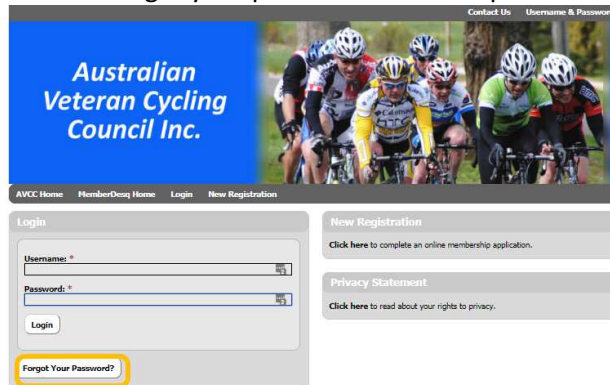 Contact Us Username & Passwor
Australian
Veteran Cycling
Council Inc.
AVCC Home MemberDesq Home Login New Registration
Login
Username: *
Password: *
Login
Forgot Your Password?
New Registration
Click here to complete an online membership application.
Privacy Statement
Click here to read about your rights to privacy.